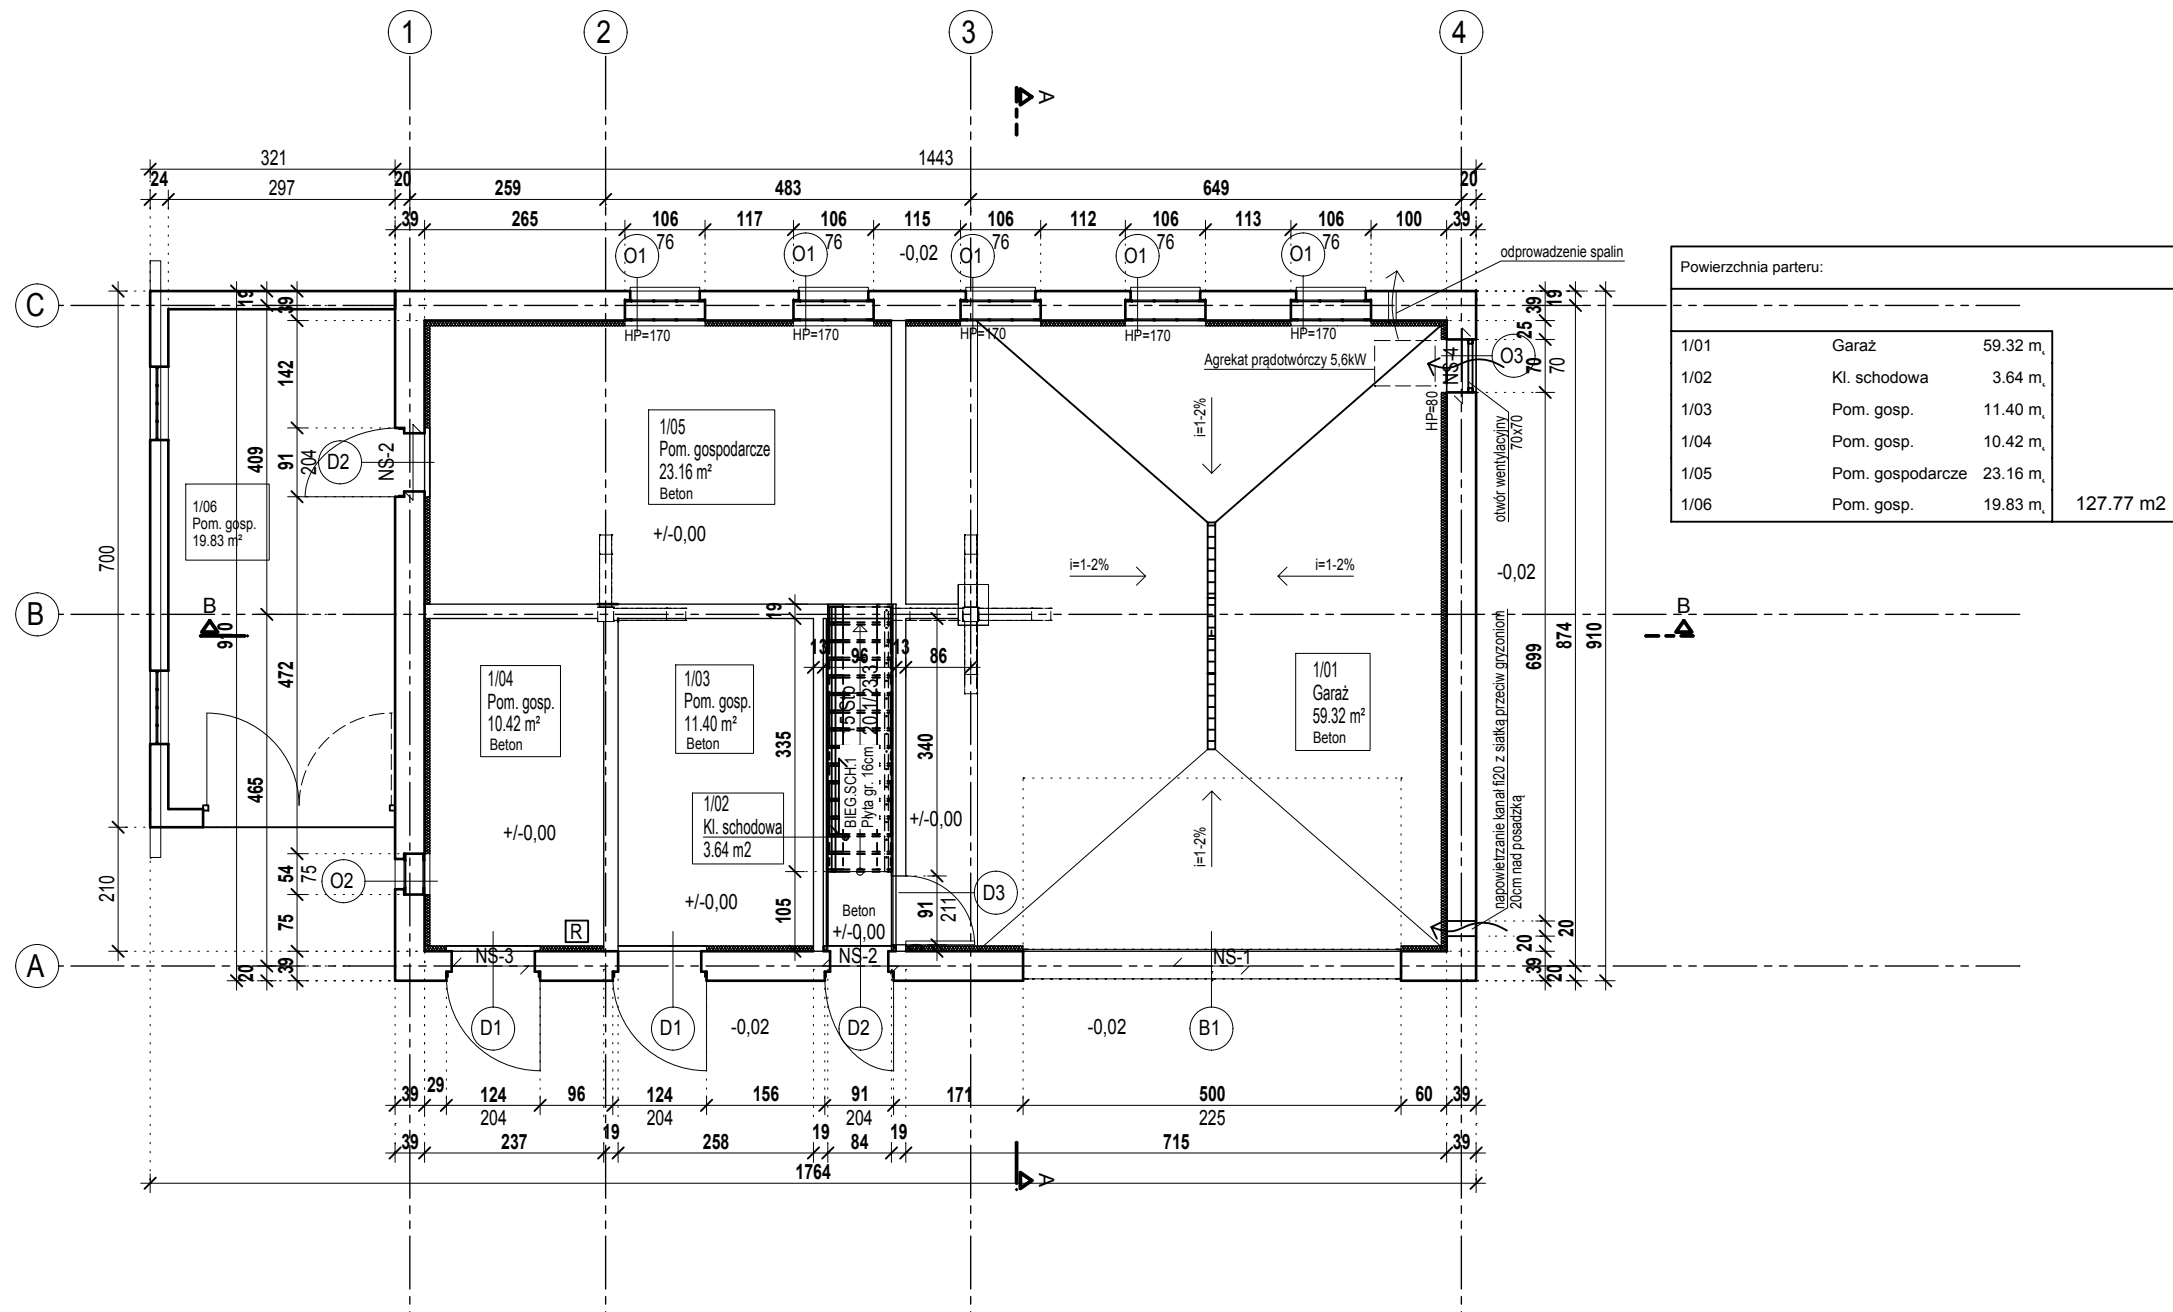 1
2
3
4
A
321
1443
24
297
20
259
483
649
20
39
265
106
117
106
115
106
112
106
113
106
100
39
O1
76
O1
76
-0,02
O1
76
O1
76
O1
76
odprowadzenie spalin
Powierzchnia parteru:
1/01 Garaż 59.32 m
1/02 Kl. schodowa 3.64 m
1/03 Pom. gosp. 11.40 m
1/04 Pom. gosp. 10.42 m
1/05 Pom. gospodarcze 23.16 m
1/06 Pom. gosp. 19.83 m 127.77 m2
C
19
39
HP=170
HP=170
HP=170
HP=170
HP=170
39
19
25
70
70
O3
NS-4
HP=80
Agrekat prądotwórczy 5,6kW
otwór wentylacyjny
70x70
142
409
91
204
D2
NS-2
i=1-2%
1/05
Pom. gospodarcze
23.16 m²
Beton
+/-0,00
1/06
Pom. gosp.
19.83 m²
700
i=1-2%
i=1-2%
-0,02
B
B
910
19
13
96
13
86
B
699
874
910
472
1/04
Pom. gosp.
10.42 m²
Beton
1/03
Pom. gosp.
11.40 m²
Beton
15 Sto
20,1/23,3
BIEG.SCH.1
Płyta gr. 16cm
335
340
1/01
Garaż
59.32 m²
Beton
napowietrzanie kanał fi20 z siatką przeciw gryzoniom
20cm nad posadzką
465
1/02
Kl. schodowa
3.64 m2
+/-0,00
+/-0,00
i=1-2%
210
54
75
O2
75
+/-0,00
105
Beton
+/-0,00
91
211
D3
R
A
20
39
NS-3
NS-2
NS-1
20
20
39
20
D1
D1
-0,02
D2
-0,02
B1
39
29
124
204
96
124
204
156
91
204
171
500
225
60
39
39
237
19
258
19
84
19
715
39
1764
A